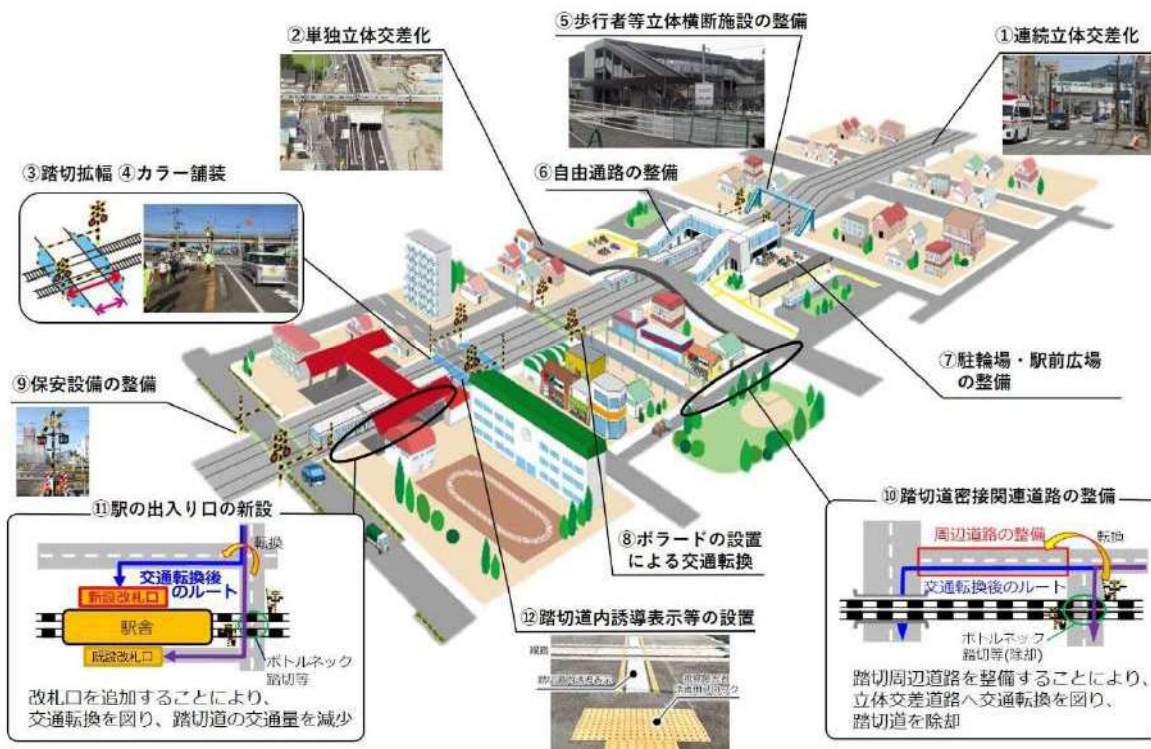 ①連続立体交差化
②単独立体交差化
③踏切拡幅 ④カラー舗装
⑤歩行者等立体横断施設の整備
⑥自由通路の整備
⑦駐輪場・駅前広場
の整備
⑧ボラードの設置
による交通転換
⑨保安設備の整備
⑩踏切道密接関連道路の整備
周辺道路の整備
転換
交通転換後のルート
ボトルネック
踏切等(除却)
踏切周辺道路を整備することにより、
立体交差道路へ交通転換を図り、
踏切道を除却
⑪駅の出入り口の新設
転換
交通転換後
のルート
新設改札口
駅舎
既設改札口
ボトルネック
踏切等
改札口を追加することにより、
交通転換を図り、踏切道の交通量を減少
⑫踏切道内誘導表示等の設置
線路
踏切道内誘導表示